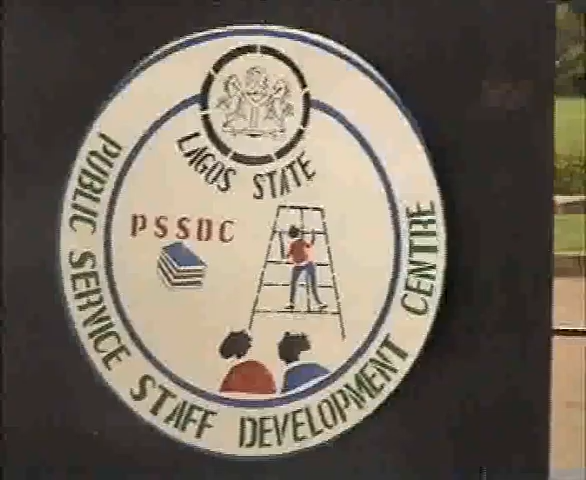 LAGOS STATE
PSSDC
PUBLIC SERVICE STAFF DEVELOPMENT CENTRE